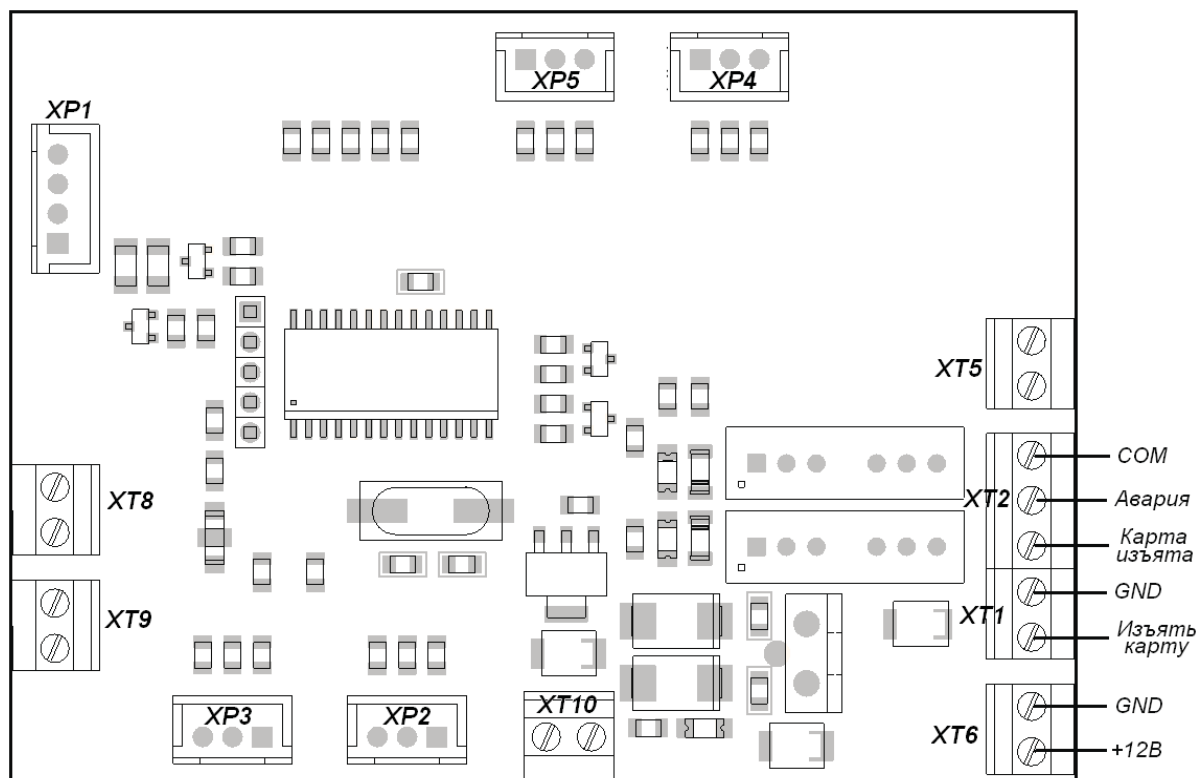 XP5
XP4
XP1
XT5
COM
XT8
XT2
Авария
Карта
изъята
XT9
XT1
GND
Изъять
карту
XP3
XP2
XT10
XT6
GND
+12В